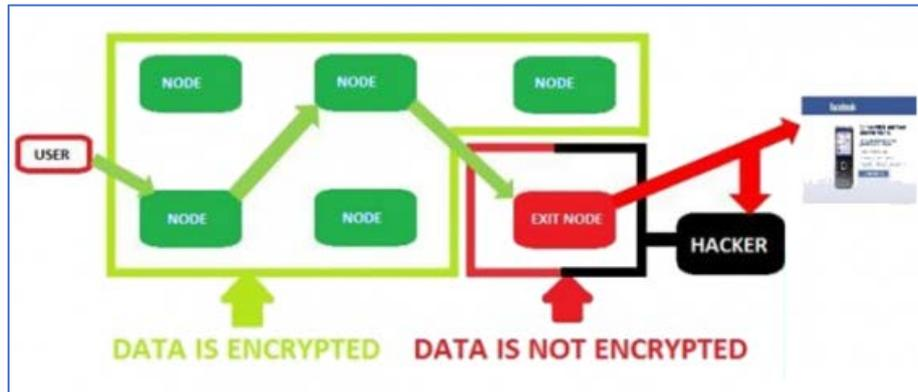 NODE
NODE
NODE
facebook
USER
NODE
NODE
EXIT NODE
HACKER
DATA IS ENCRYPTED
DATA IS NOT ENCRYPTED